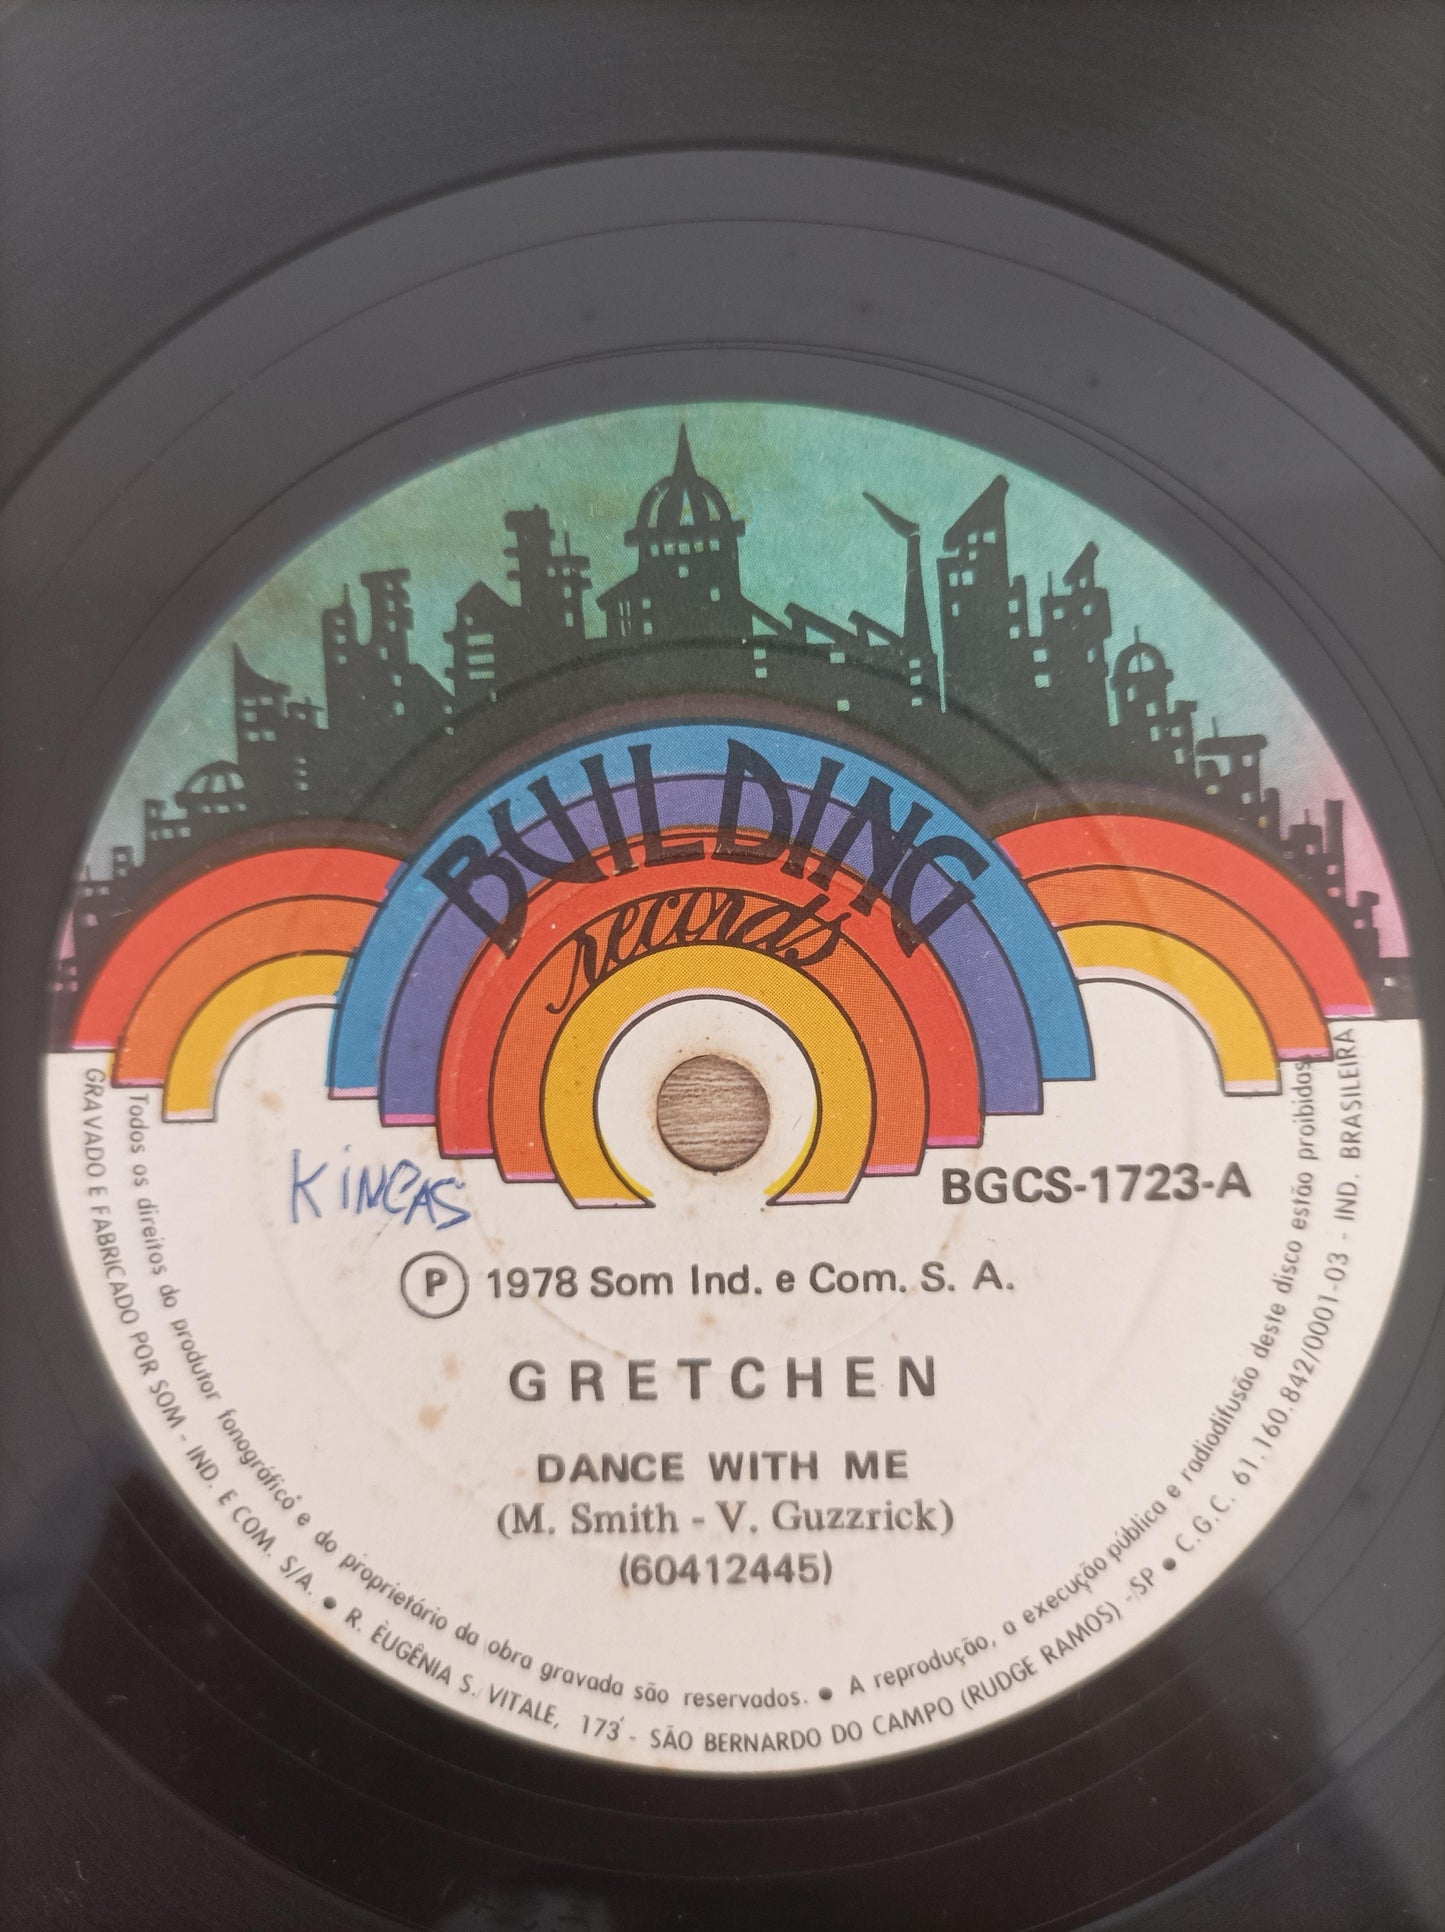 BUILDING
records
KINCAS
BGCS-1723-A
Ⓟ 1978 Som Ind. e Com. S. A.
GRETCHEN
DANCE WITH ME
(M. Smith - V. Guzzrick)
(60412445)
Todos os direitos do produtor fonográfico e do proprietário da obra gravada são reservados. • A reprodução, a execução pública e radiodifusão deste disco estão proibidas
GRAVADO E FABRICADO POR SOM - IND. E COM. S/A. • R. EUGÊNIA S. VITALE, 173 - SÃO BERNARDO DO CAMPO (RUDGE RAMOS) - SP • C.G.C. 61.160.842/0001-03 - IND. BRASILEIRA